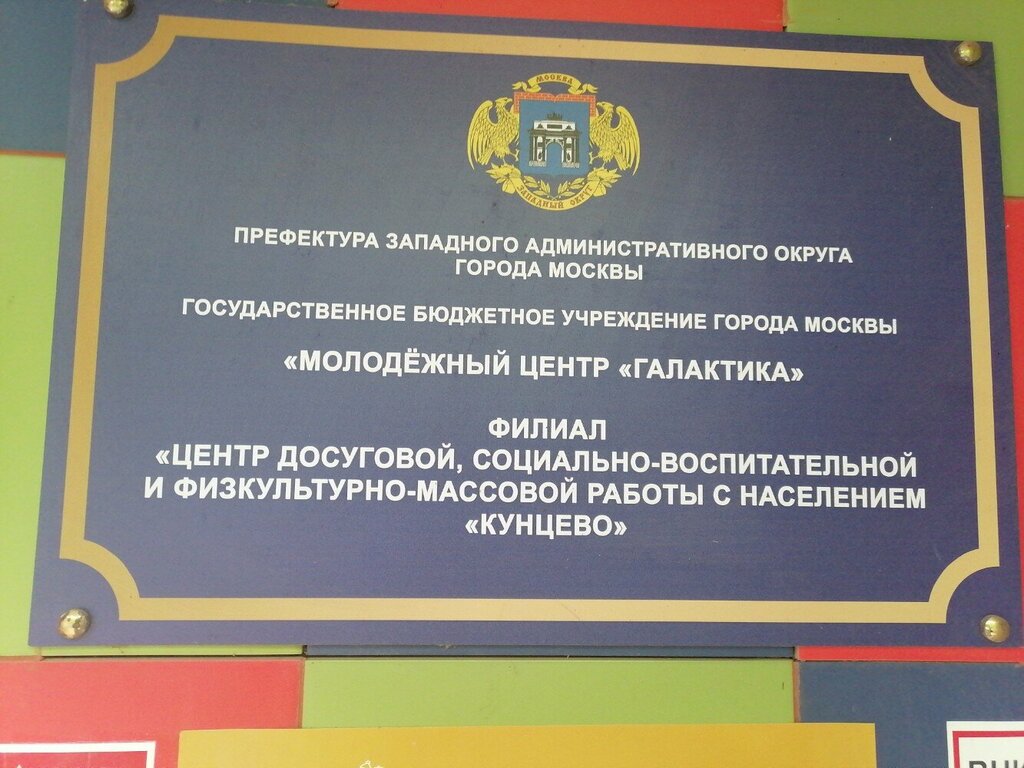 МОСКВА
ЗАПАДНЫЙ ОКРУГ
ПРЕФЕКТУРА ЗАПАДНОГО АДМИНИСТРАТИВНОГО ОКРУГА
ГОРОДА МОСКВЫ
ГОСУДАРСТВЕННОЕ БЮДЖЕТНОЕ УЧРЕЖДЕНИЕ ГОРОДА МОСКВЫ
«МОЛОДЁЖНЫЙ ЦЕНТР «ГАЛАКТИКА»
ФИЛИАЛ
«ЦЕНТР ДОСУГОВОЙ, СОЦИАЛЬНО-ВОСПИТАТЕЛЬНОЙ
И ФИЗКУЛЬТУРНО-МАССОВОЙ РАБОТЫ С НАСЕЛЕНИЕМ
«КУНЦЕВО»